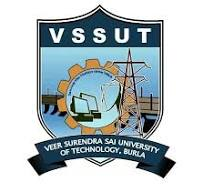 VSSUT
VEER SURENDRA SAI UNIVERSITY
OF TECHNOLOGY, BURLA